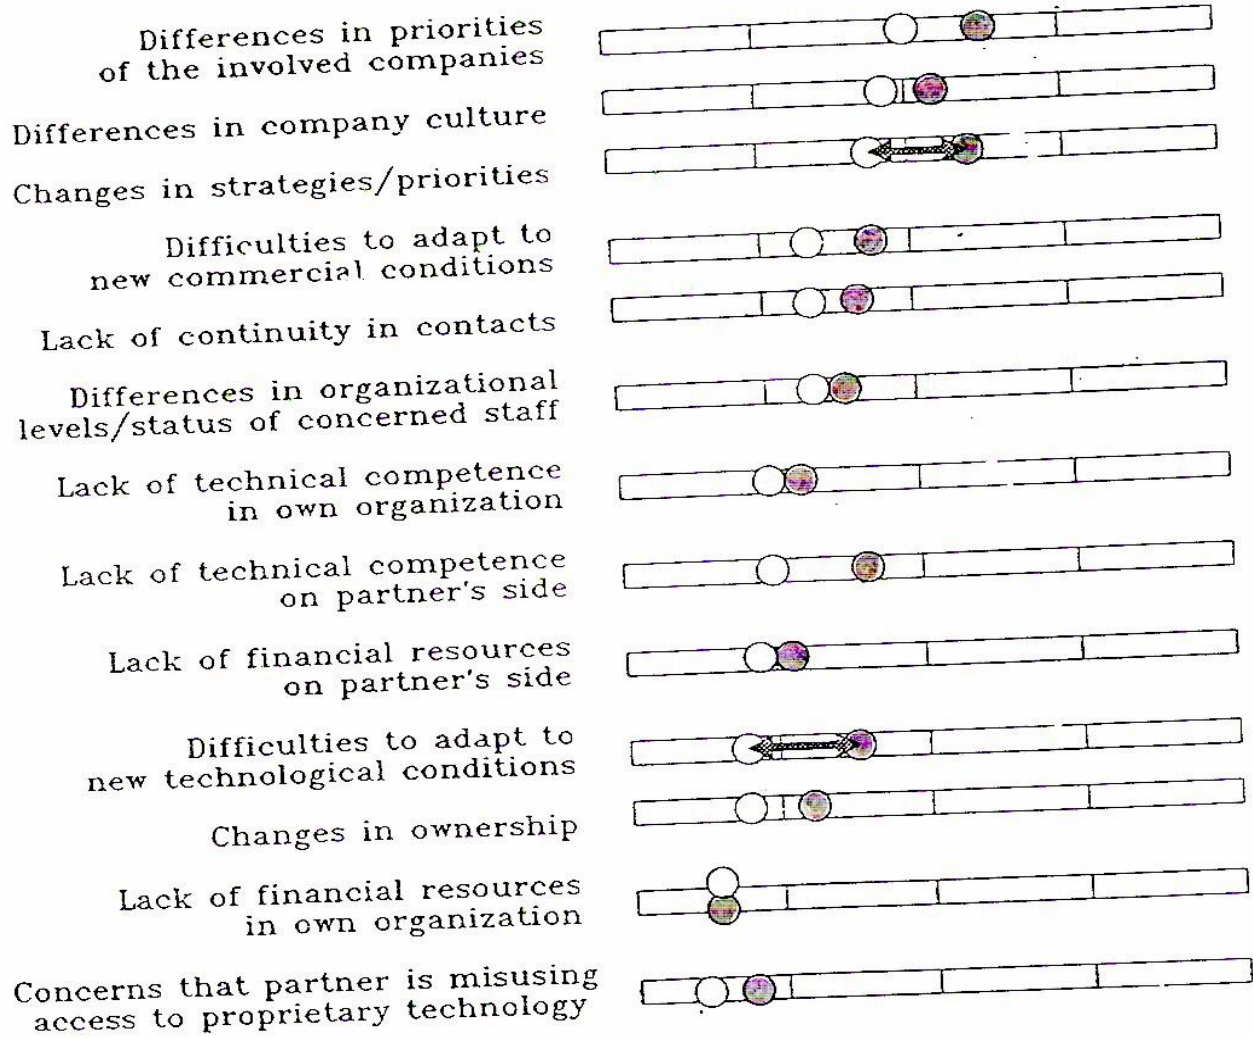 Differences in priorities
of the involved companies
Differences in company culture
Changes in strategies/priorities
Difficulties to adapt to
new commercial conditions
Lack of continuity in contacts
Differences in organizational
levels/status of concerned staff
Lack of technical competence
in own organization
Lack of technical competence
on partner's side
Lack of financial resources
on partner's side
Difficulties to adapt to
new technological conditions
Changes in ownership
Lack of financial resources
in own organization
Concerns that partner is misusing
access to proprietary technology